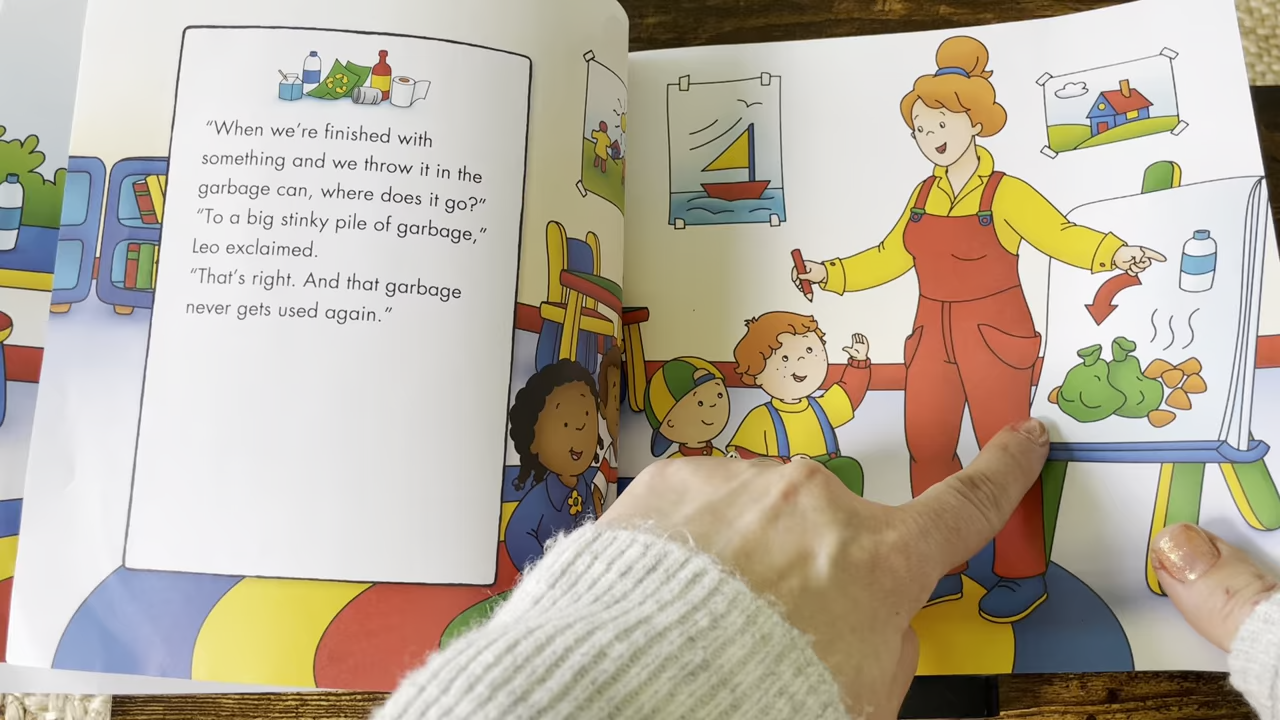 “When we’re finished with
something and we throw it in the
garbage can, where does it go?”
“To a big stinky pile of garbage,”
Leo exclaimed.
“That’s right. And that garbage
never gets used again.”